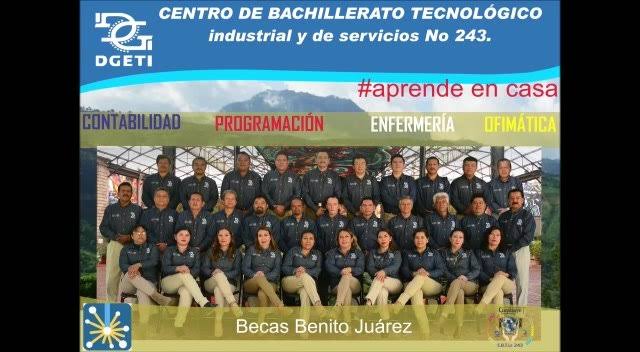 CENTRO DE BACHILLERATO TECNOLÓGICO
industrial y de servicios No 243.
DGETI
#aprende en casa
CONTABILIDAD PROGRAMACIÓN ENFERMERÍA OFIMÁTICA
Becas Benito Juárez